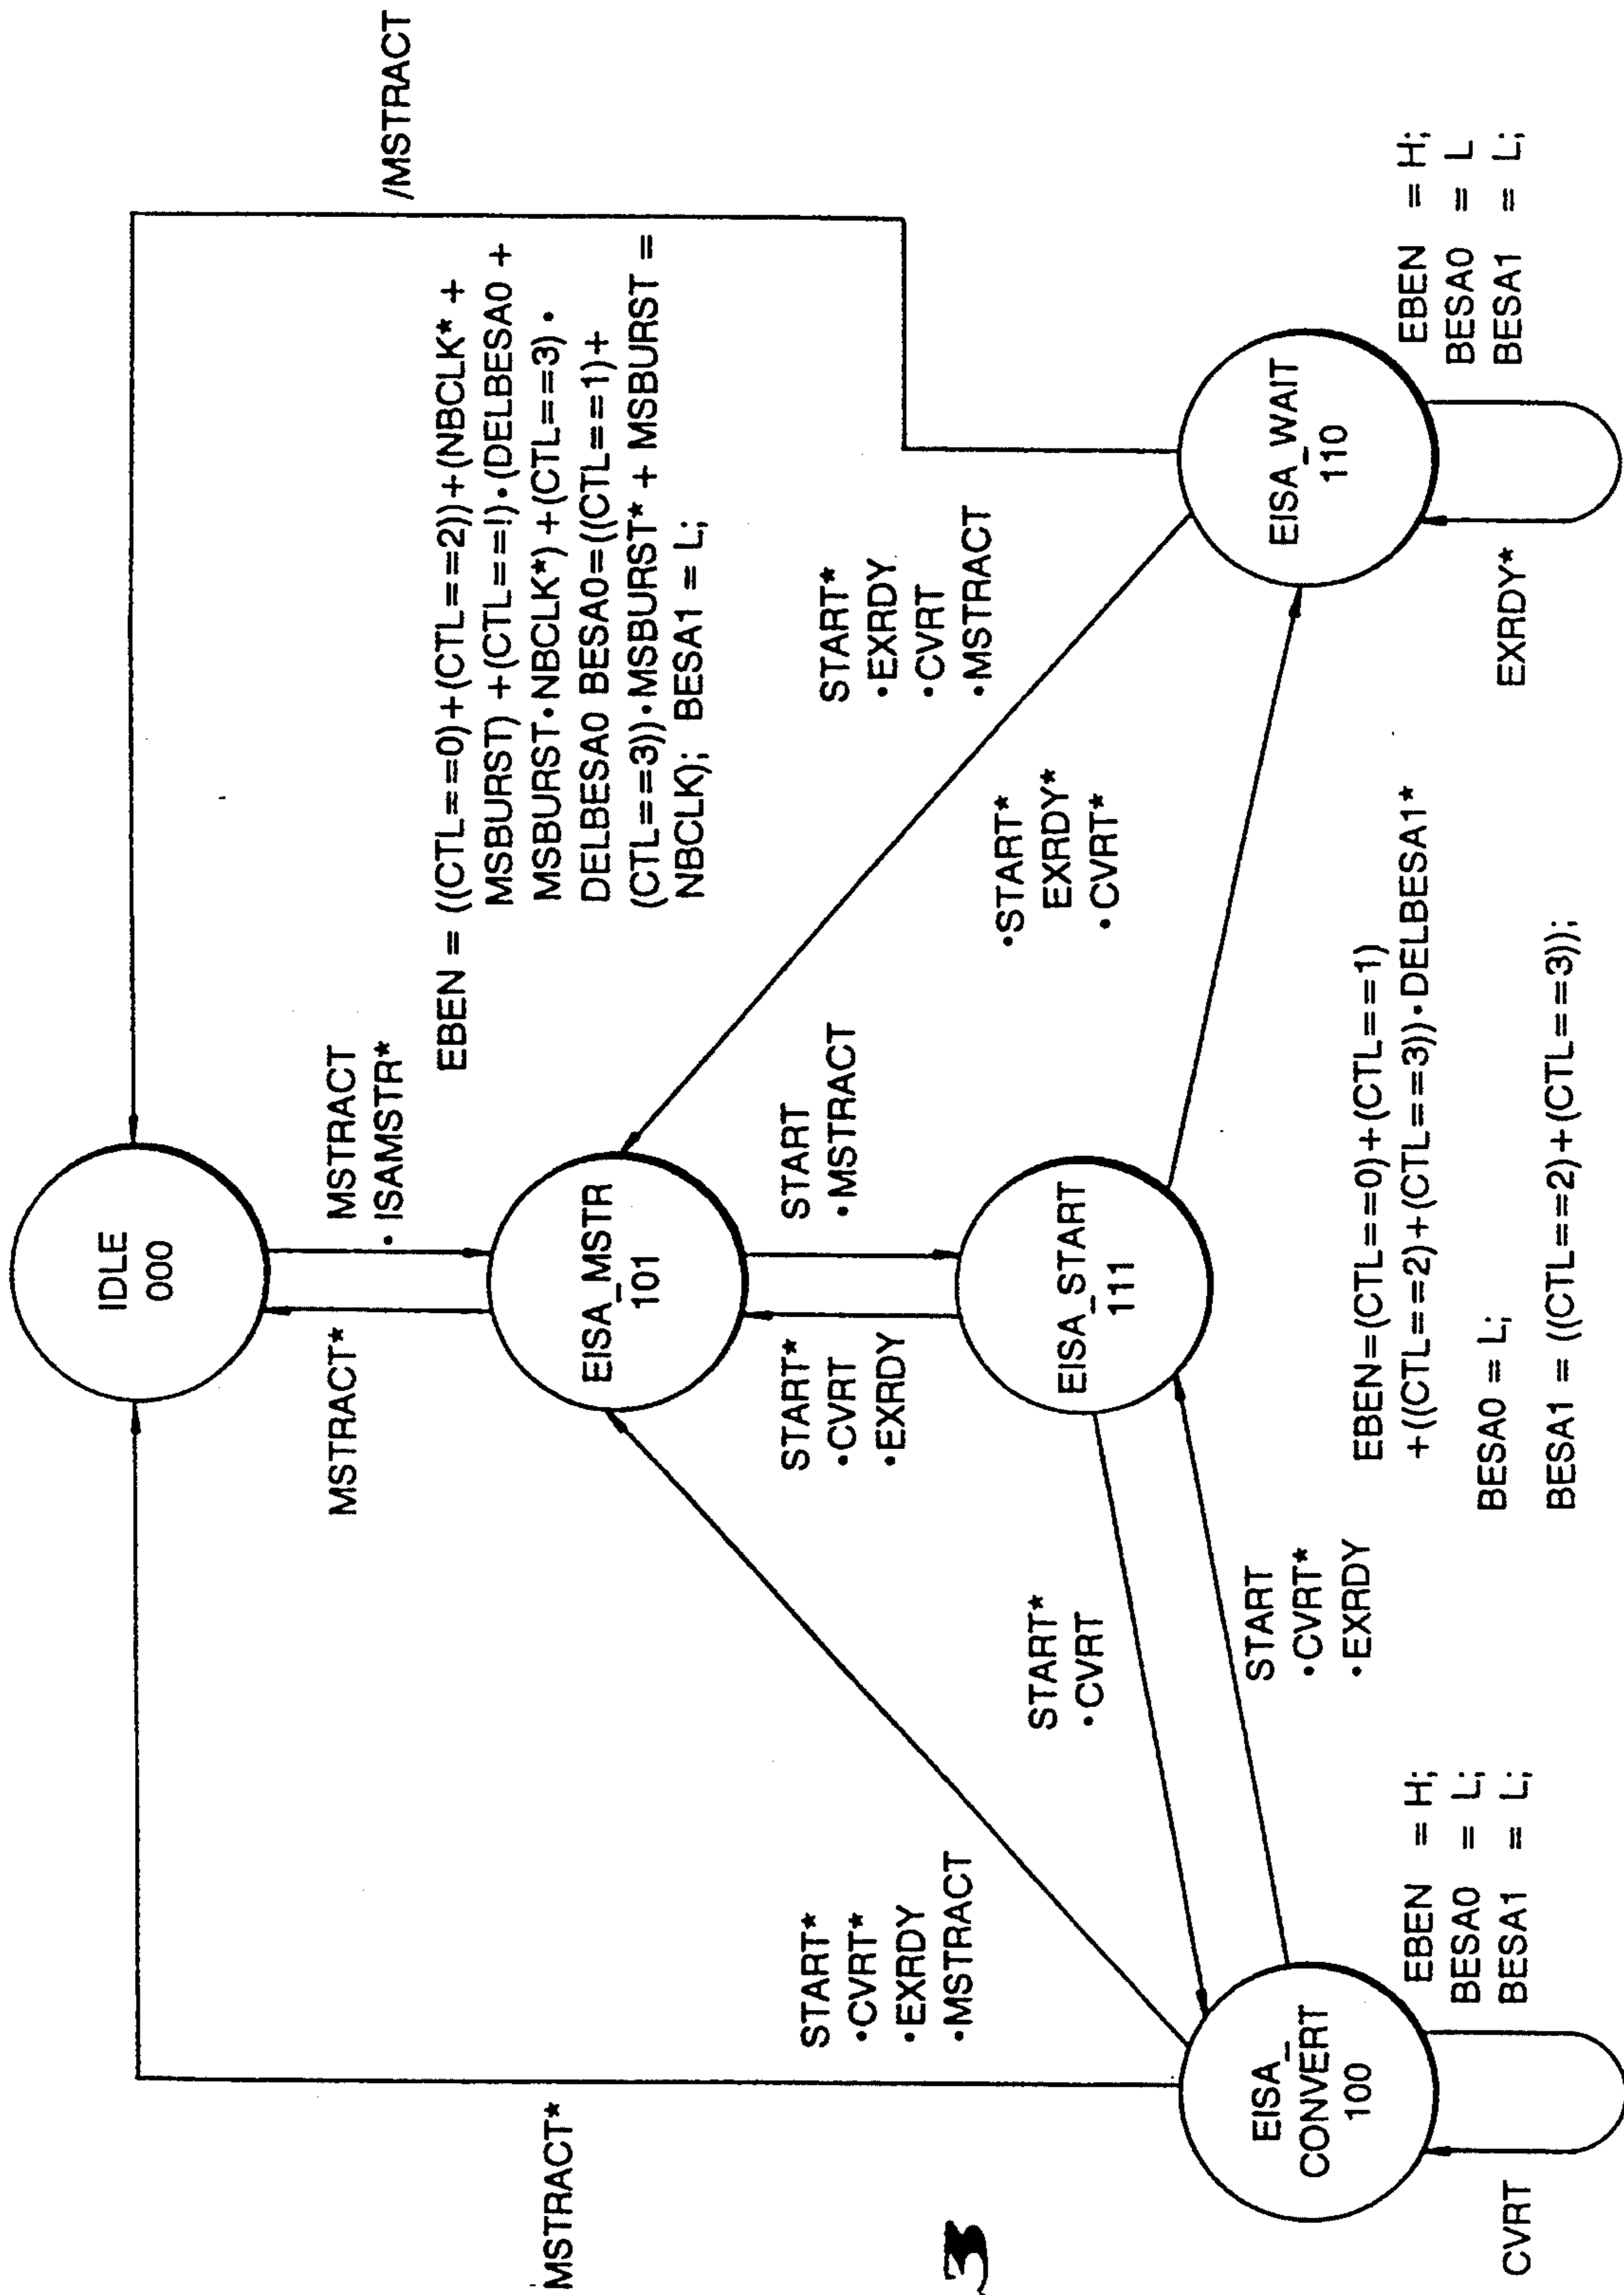 IDLE
000
/MSTRACT
MSTRACT*
MSTRACT
• ISAMSTR*
EBEN = ((CTL==0)+(CTL==2))+(NBCLK* +
MSBURST) +(CTL==!)•(DELBESA0 +
MSBURST•NBCLK*) +(CTL==3) •
DELBESA0 BESA0=((CTL==1)+
(CTL==3))•MSBURST* + MSBURST =
NBCLK); BESA1 = L;
MSTRACT*
EISA_MSTR
101
START*
•CVRT*
•EXRDY
•MSTRACT
START*
•CVRT
•EXRDY
START
•MSTRACT
START*
•EXRDY
•CVRT
•MSTRACT
•START*
EXRDY*
•CVRT*
EISA_START
111
START*
•CVRT
START
•CVRT*
•EXRDY
EISA_
CONVERT
100
EISA_WAIT
110
EBEN=(CTL==0)+(CTL==1)
+((CTL==2)+(CTL==3))•DELBESA1*
BESA0 = L;
BESA1 = ((CTL==2)+(CTL==3));
CVRT
EBEN = H;
BESA0 = L;
BESA1 = L;
EXRDY*
EBEN = H;
BESA0 = L
BESA1 = L;
3